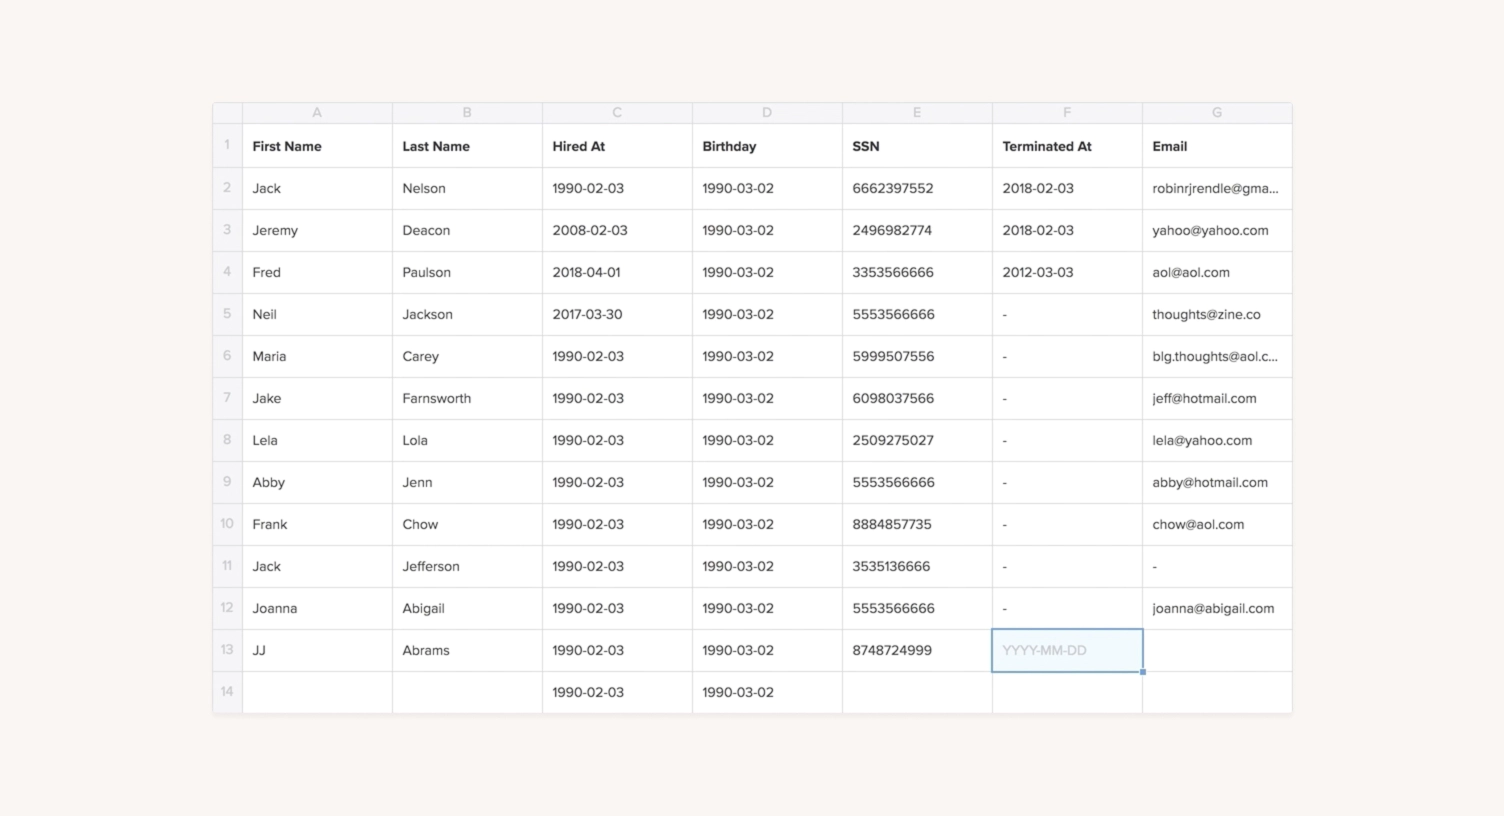 A B C D E F G
1 First Name Last Name Hired At Birthday SSN Terminated At Email
2 Jack Nelson 1990-02-03 1990-03-02 6662397552 2018-02-03 robinrjrendle@gma...
3 Jeremy Deacon 2008-02-03 1990-03-02 2496982774 2018-02-03 yahoo@yahoo.com
4 Fred Paulson 2018-04-01 1990-03-02 3353566666 2012-03-03 aol@aol.com
5 Neil Jackson 2017-03-30 1990-03-02 5553566666 - thoughts@zine.co
6 Maria Carey 1990-02-03 1990-03-02 5999507556 - blg.thoughts@aol.c...
7 Jake Farnsworth 1990-02-03 1990-03-02 6098037566 - jeff@hotmail.com
8 Lela Lola 1990-02-03 1990-03-02 2509275027 - lela@yahoo.com
9 Abby Jenn 1990-02-03 1990-03-02 5553566666 - abby@hotmail.com
10 Frank Chow 1990-02-03 1990-03-02 8884857735 - chow@aol.com
11 Jack Jefferson 1990-02-03 1990-03-02 3535136666 - -
12 Joanna Abigail 1990-02-03 1990-03-02 5553566666 - joanna@abigail.com
13 JJ Abrams 1990-02-03 1990-03-02 8748724999 YYYY-MM-DD
14 1990-02-03 1990-03-02